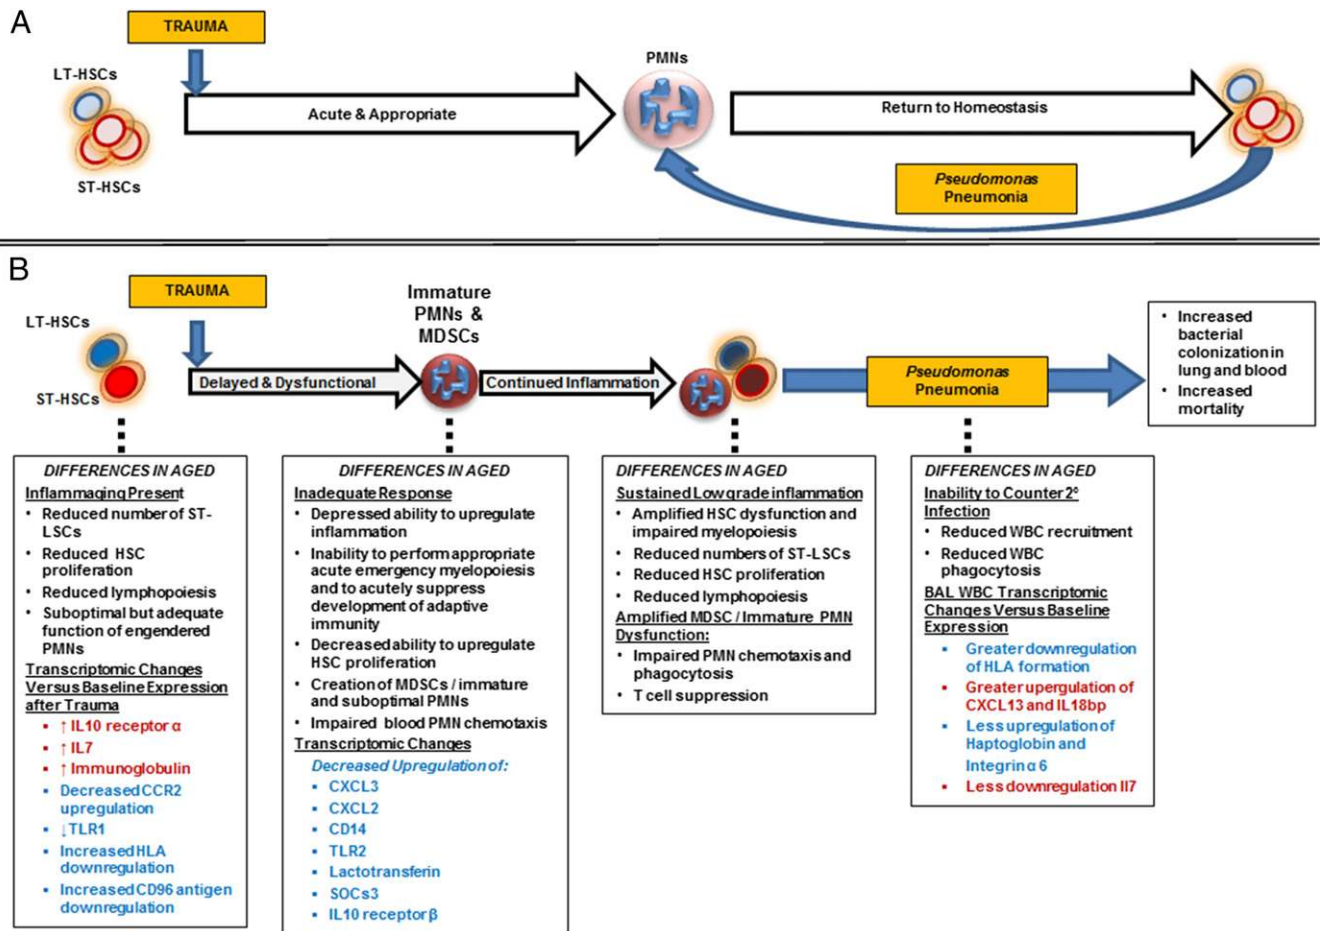 A
TRAUMA
LT-HSCs
ST-HSCs
Acute & Appropriate
PMNs
Return to Homeostasis
Pseudomonas
Pneumonia
B
TRAUMA
LT-HSCs
ST-HSCs
Delayed & Dysfunctional
Immature
PMNs &
MDSCs
Continued Inflammation
Pseudomonas
Pneumonia
• Increased
bacterial
colonization in
lung and blood
• Increased
mortality
DIFFERENCES IN AGED
Inflammaging Present
• Reduced number of ST-
LSCs
• Reduced HSC
proliferation
• Reduced lymphopoiesis
• Suboptimal but adequate
function of engendered
PMNs
Transcriptomic Changes
Versus Baseline Expression
after Trauma
▪ ↑ IL10 receptor α
▪ ↑ IL7
▪ ↑ Immunoglobulin
▪ Decreased CCR2
upregulation
▪ ↓TLR1
▪ Increased HLA
downregulation
▪ Increased CD96 antigen
downregulation
DIFFERENCES IN AGED
Inadequate Response
• Depressed ability to upregulate
inflammation
• Inability to perform appropriate
acute emergency myelopoiesis
and to acutely suppress
development of adaptive
immunity
• Decreased ability to upregulate
HSC proliferation
• Creation of MDSCs / immature
and suboptimal PMNs
• Impaired blood PMN chemotaxis
Transcriptomic Changes
Decreased Upregulation of:
▪ CXCL3
▪ CXCL2
▪ CD14
▪ TLR2
▪ Lactotransferin
▪ SOCs3
▪ IL10 receptor β
DIFFERENCES IN AGED
Sustained Low grade inflammation
• Amplified HSC dysfunction and
impaired myelopoiesis
• Reduced numbers of ST-LSCs
• Reduced HSC proliferation
• Reduced lymphopoiesis
Amplified MDSC / Immature PMN
Dysfunction:
• Impaired PMN chemotaxis and
phagocytosis
• T cell suppression
DIFFERENCES IN AGED
Inability to Counter 2°
Infection
• Reduced WBC recruitment
• Reduced WBC
phagocytosis
BAL WBC Transcriptomic
Changes Versus Baseline
Expression
▪ Greater downregulation
of HLA formation
▪ Greater upergulation of
CXCL13 and IL18bp
▪ Less upregulation of
Haptoglobin and
Integrin α 6
▪ Less downregulation Il7